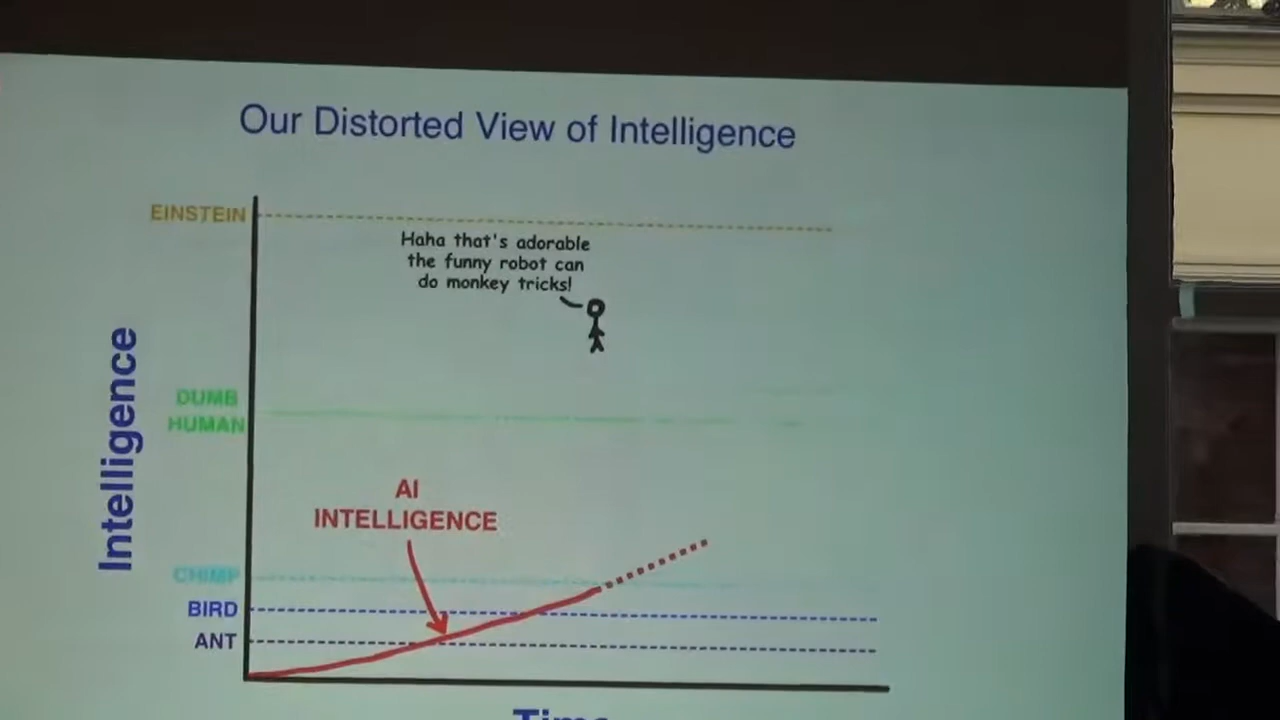 Our Distorted View of Intelligence
EINSTEIN
Haha that's adorable
the funny robot can
do monkey tricks!
Intelligence
DUMB
HUMAN
AI
INTELLIGENCE
CHIMP
BIRD
ANT
Time